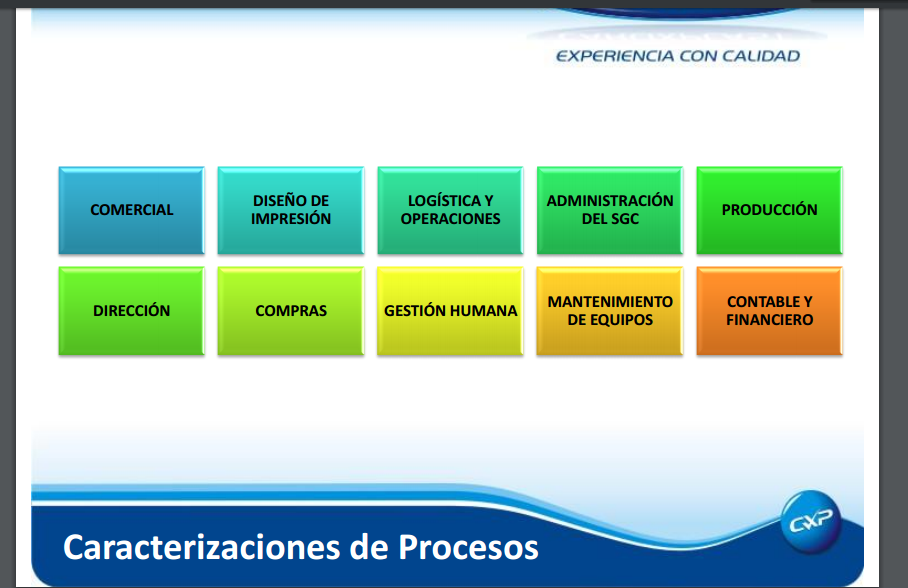 EXPERIENCIA CON CALIDAD
COMERCIAL
DISEÑO DE
IMPRESIÓN
LOGÍSTICA Y
OPERACIONES
ADMINISTRACIÓN
DEL SGC
PRODUCCIÓN
DIRECCIÓN
COMPRAS
GESTIÓN HUMANA
MANTENIMIENTO
DE EQUIPOS
CONTABLE Y
FINANCIERO
CXP
Caracterizaciones de Procesos